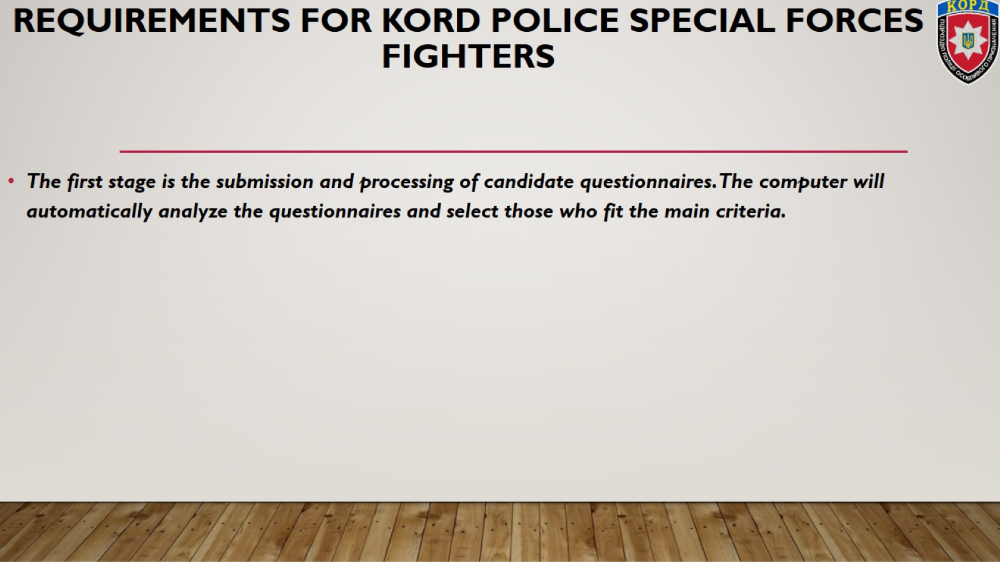 REQUIREMENTS FOR KORD POLICE SPECIAL FORCES
FIGHTERS
КОРД
ПІДРОЗДІЛ ПОЛІЦІЇ ОСОБЛИВОГО ПРИЗНАЧЕННЯ
• The first stage is the submission and processing of candidate questionnaires. The computer will
automatically analyze the questionnaires and select those who fit the main criteria.